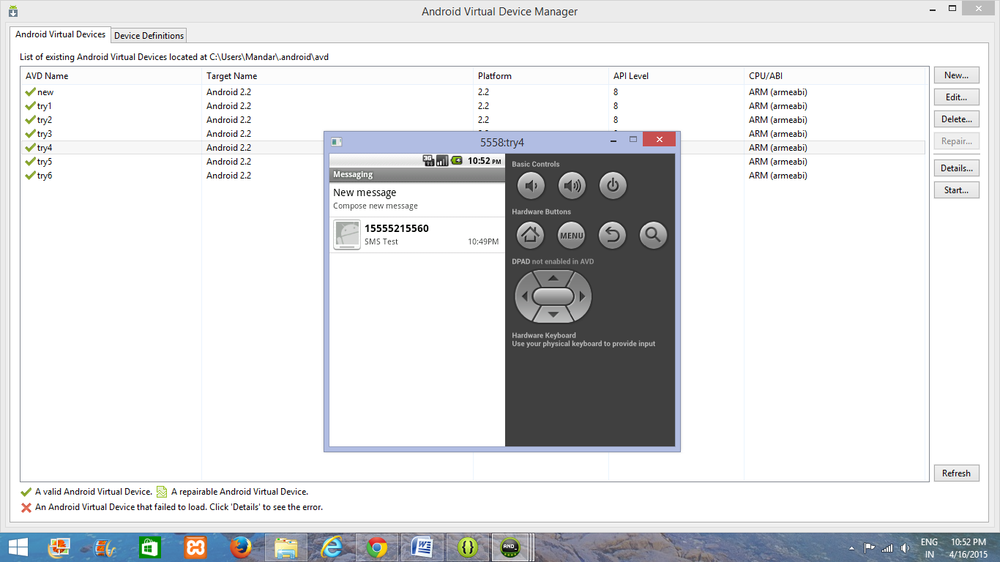 Android Virtual Device Manager
Android Virtual Devices
Device Definitions
List of existing Android Virtual Devices located at C:\Users\Mandar\.android\avd
AVD Name Target Name Platform API Level CPU/ABI
new Android 2.2 2.2 8 ARM (armeabi)
try1 Android 2.2 2.2 8 ARM (armeabi)
try2 Android 2.2 2.2 8 ARM (armeabi)
try3 Android 2.2 ARM (armeabi)
try4 Android 2.2 ARM (armeabi)
try5 Android 2.2 ARM (armeabi)
try6 Android 2.2 ARM (armeabi)
New...
Edit...
Delete...
Repair...
Details...
Start...
Refresh
5558:try4
3G 10:52 PM
Messaging
New message
Compose new message
15555215560
SMS Test 10:49PM
Basic Controls
Hardware Buttons
MENU
DPAD not enabled in AVD
Hardware Keyboard
Use your physical keyboard to provide input
A valid Android Virtual Device. A repairable Android Virtual Device.
An Android Virtual Device that failed to load. Click 'Details' to see the error.
AND_
ENG 10:52 PM
IN 4/16/2015